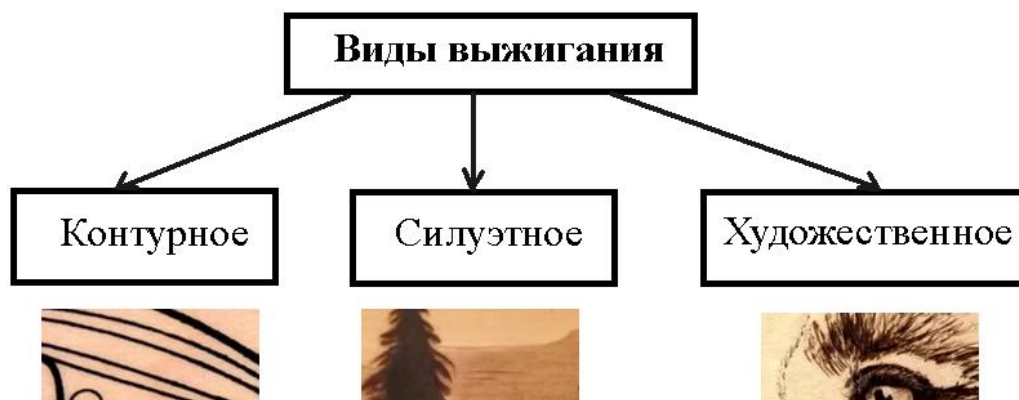 Виды выжигания
Контурное
Силуэтное
Художественное